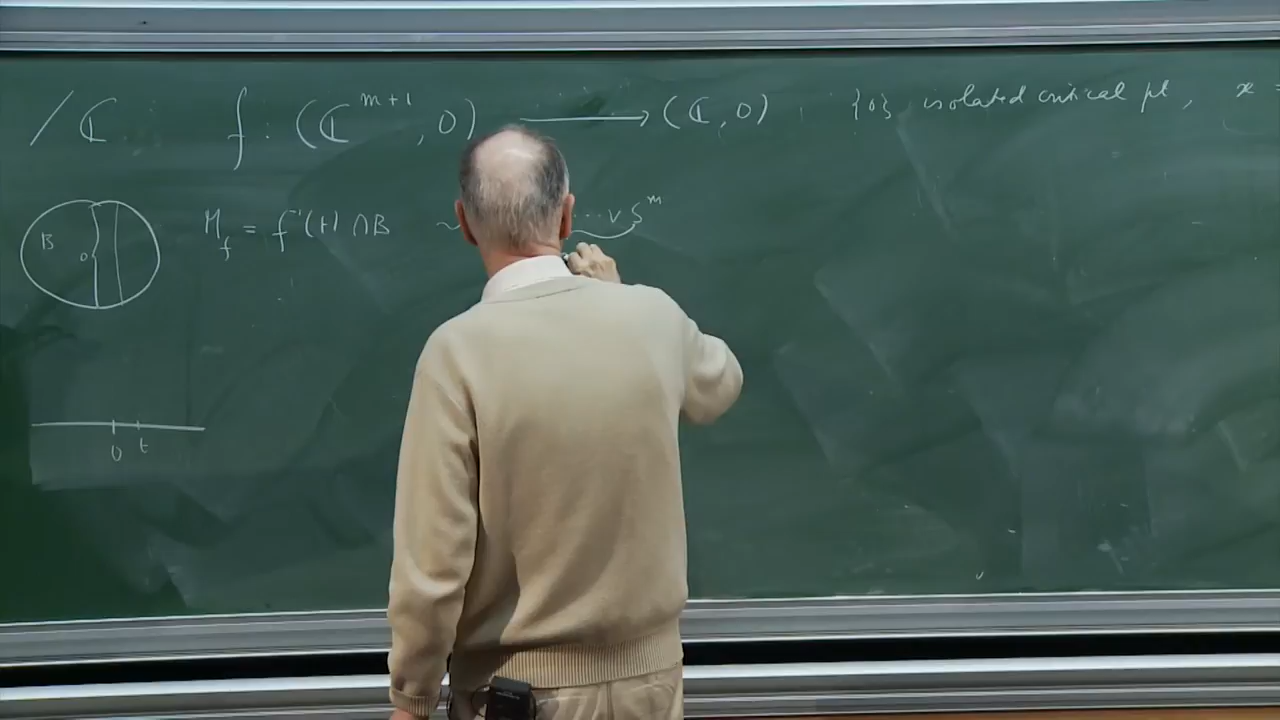 /ℂ f : (ℂ^{m+1}, 0) ⟶ (ℂ, 0), {0} isolated critical pt, x =
B 0 M_f = f^{-1}(t) ∩ B ~ ... ∨ S^m
0 t